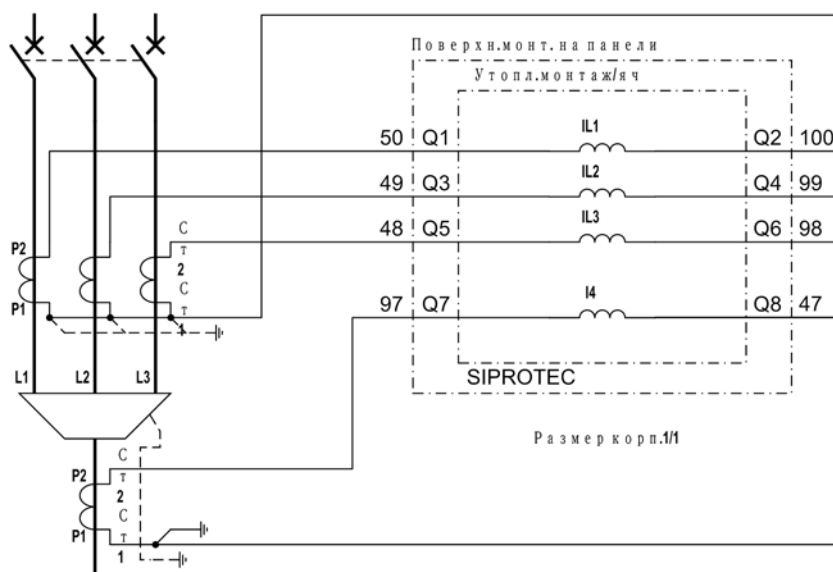 Поверхн.монт. на панели
Утопл.монтаж/яч
IL1
50 Q1 Q2 100
IL2
49 Q3 Q4 99
IL3
48 Q5 Q6 98
С
т
2
С
т
1
P2
P1
I4
97 Q7 Q8 47
L1 L2 L3
SIPROTEC
Размер корп.1/1
С
т
2
С
т
1
P2
P1